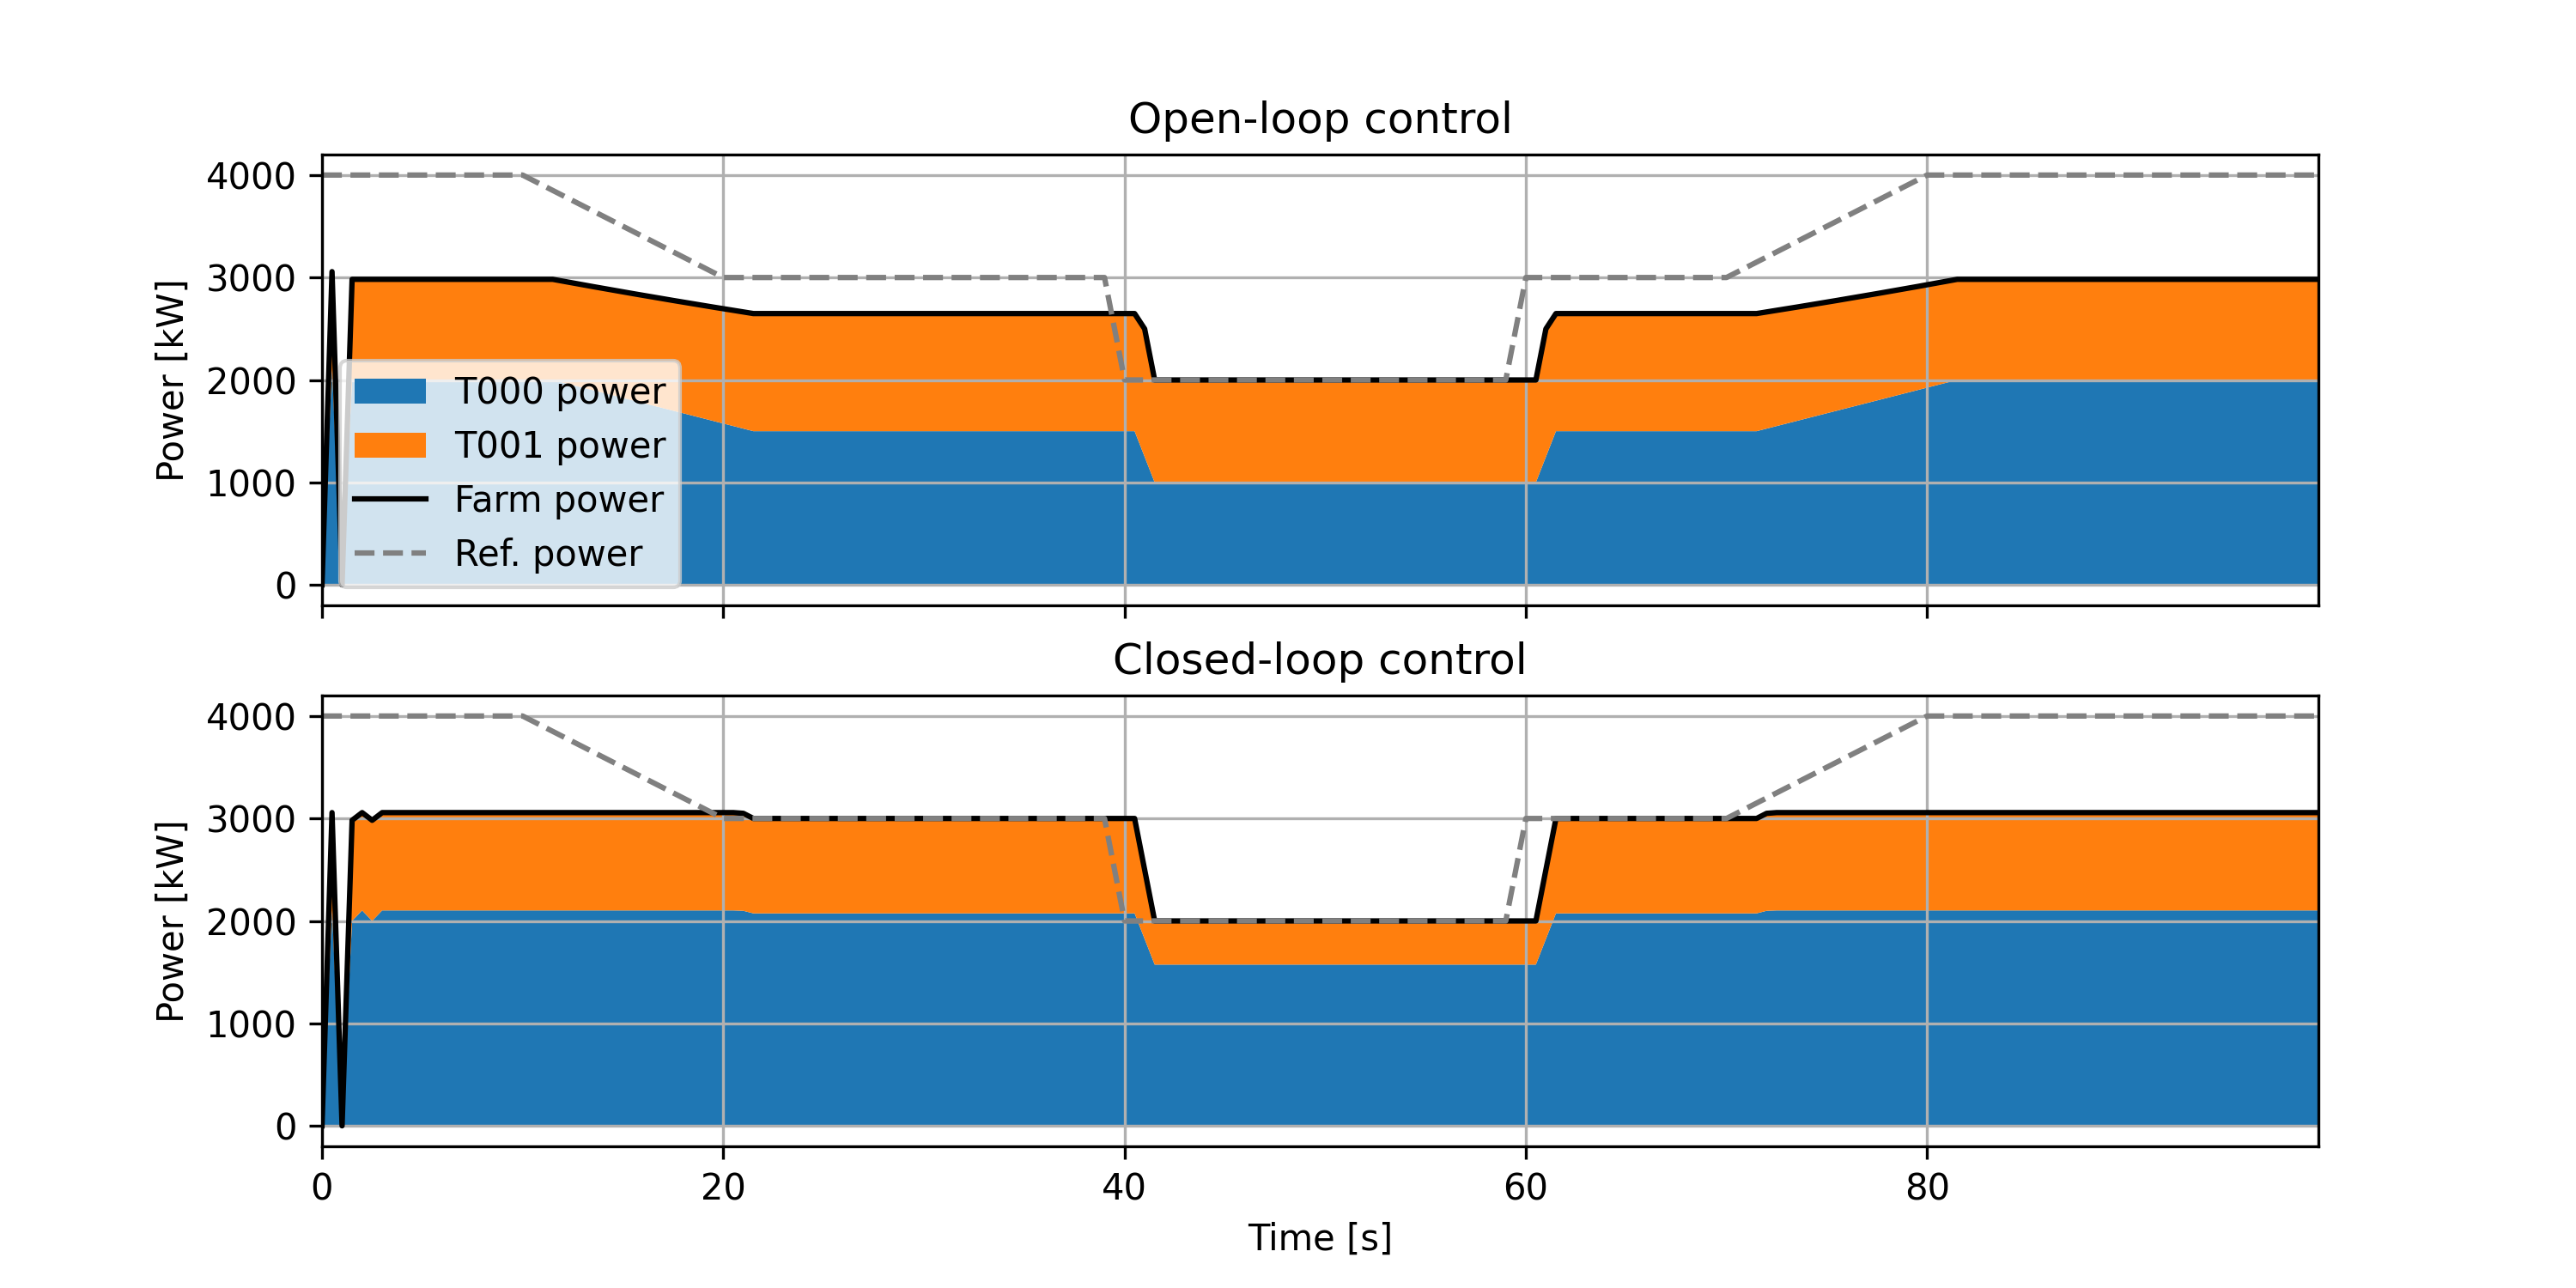 Open-loop control
4000
3000
2000
1000
0
Power [kW]
T000 power
T001 power
Farm power
Ref. power
Closed-loop control
4000
3000
2000
1000
0
Power [kW]
0 20 40 60 80
Time [s]